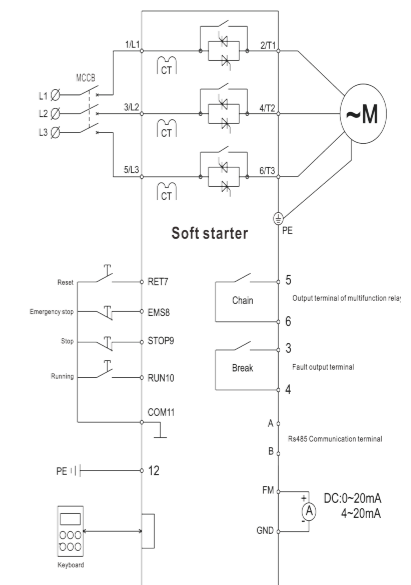 1/L1
2/T1
MCCB
CT
L1
L2
L3
3/L2
4/T2
~M
CT
5/L3
6/T3
CT
PE
Soft starter
Reset
RET7
5
Chain
Output terminal of multifunction relay
Emergency stop
EMS8
6
Stop
STOP9
3
Break
Fault output terminal
Running
RUN10
4
COM11
A
Rs485 Communication terminal
B
PE
12
FM
+
A
-
DC:0~20mA
4~20mA
GND
Keyboard